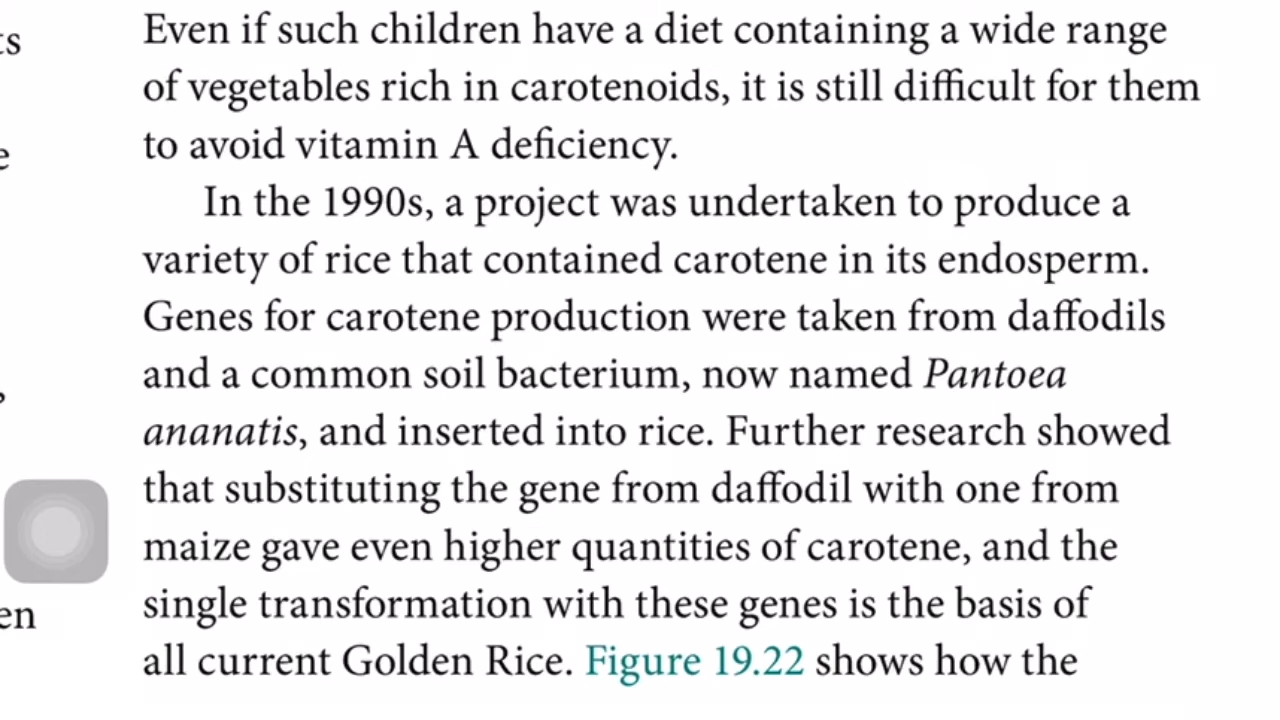 Even if such children have a diet containing a wide range
of vegetables rich in carotenoids, it is still difficult for them
to avoid vitamin A deficiency.
In the 1990s, a project was undertaken to produce a
variety of rice that contained carotene in its endosperm.
Genes for carotene production were taken from daffodils
and a common soil bacterium, now named Pantoea
ananatis, and inserted into rice. Further research showed
that substituting the gene from daffodil with one from
maize gave even higher quantities of carotene, and the
single transformation with these genes is the basis of
all current Golden Rice. Figure 19.22 shows how the